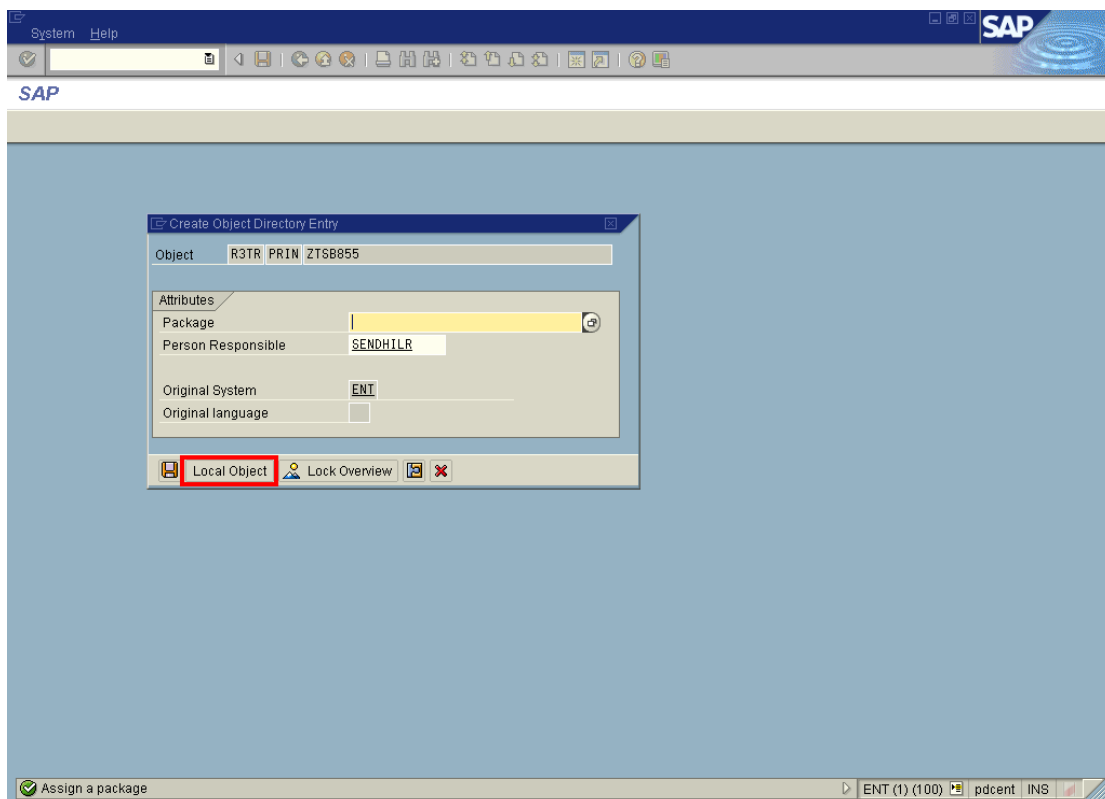 System Help
SAP
SAP
Create Object Directory Entry
Object R3TR PRIN ZTSB855
Attributes
Package
Person Responsible SENDHILR
Original System ENT
Original language
Local Object Lock Overview
Assign a package ENT (1) (100) pdcent INS